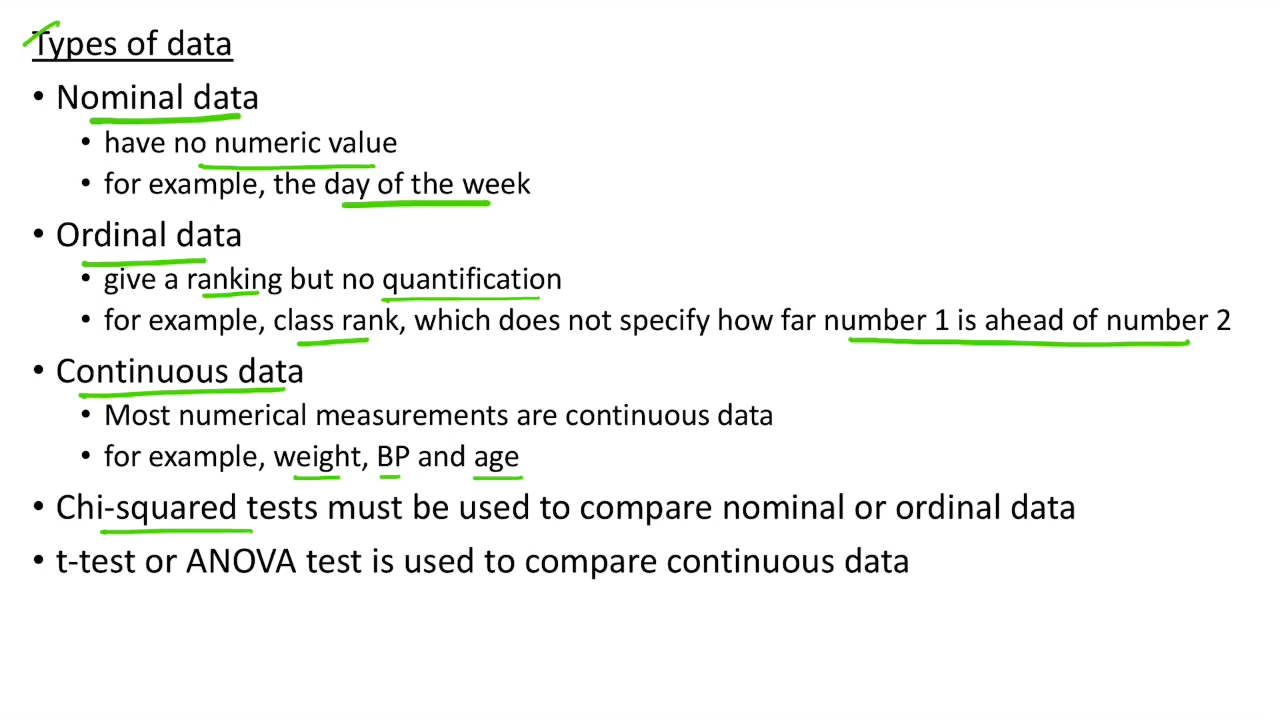 Types of data
• Nominal data
• have no numeric value
• for example, the day of the week
• Ordinal data
• give a ranking but no quantification
• for example, class rank, which does not specify how far number 1 is ahead of number 2
• Continuous data
• Most numerical measurements are continuous data
• for example, weight, BP and age
• Chi-squared tests must be used to compare nominal or ordinal data
• t-test or ANOVA test is used to compare continuous data